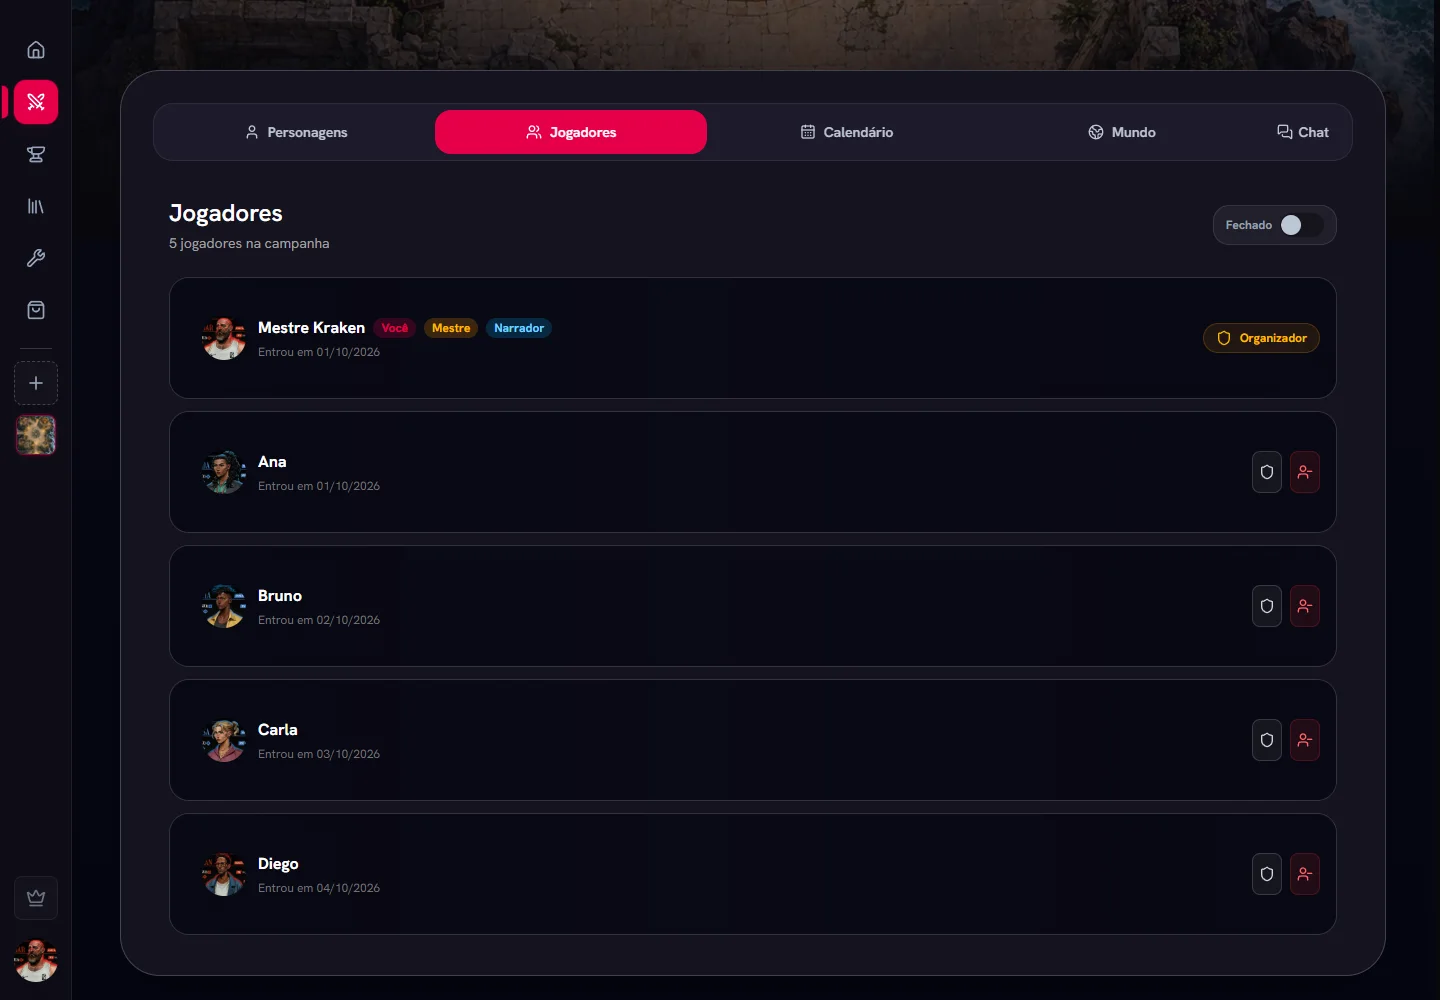 Personagens
Jogadores
Calendário
Mundo
Chat
Jogadores
5 jogadores na campanha
Fechado
Mestre Kraken Você Mestre Narrador
Entrou em 01/10/2026
Organizador
Ana
Entrou em 01/10/2026
Bruno
Entrou em 02/10/2026
Carla
Entrou em 03/10/2026
Diego
Entrou em 04/10/2026